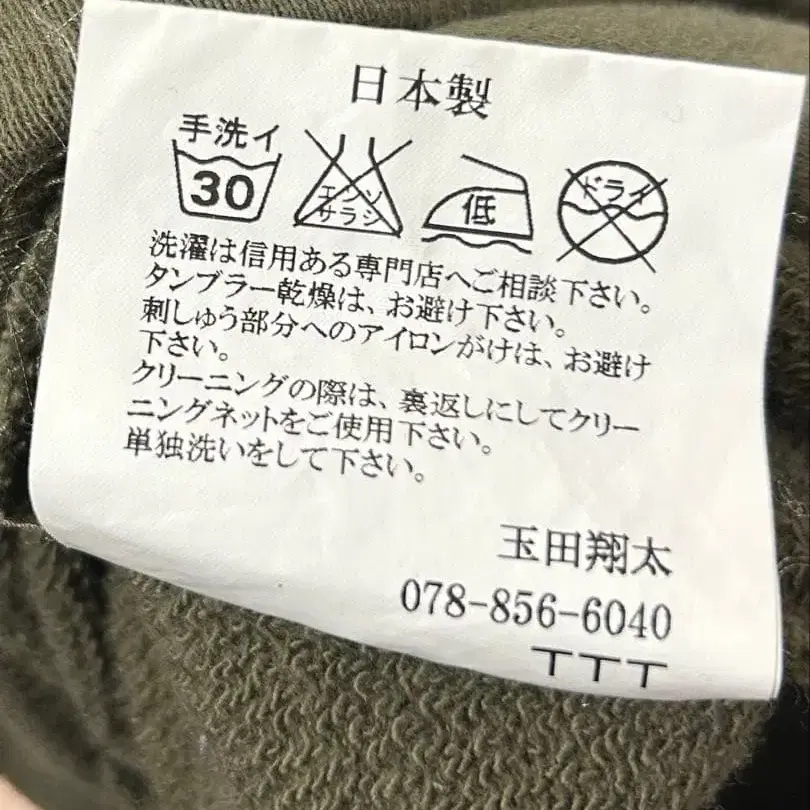 日本製
手洗イ
30
エンソ
サラシ
低
ドライ
洗濯は信用ある専門店へご相談下さい。
タンブラー乾燥は、お避け下さい。
刺しゅう部分へのアイロンがけは、お避け
下さい。
クリーニングの際は、裏返しにしてクリー
ニングネットをご使用下さい。
単独洗いをして下さい。
玉田翔太
078-856-6040
TTT